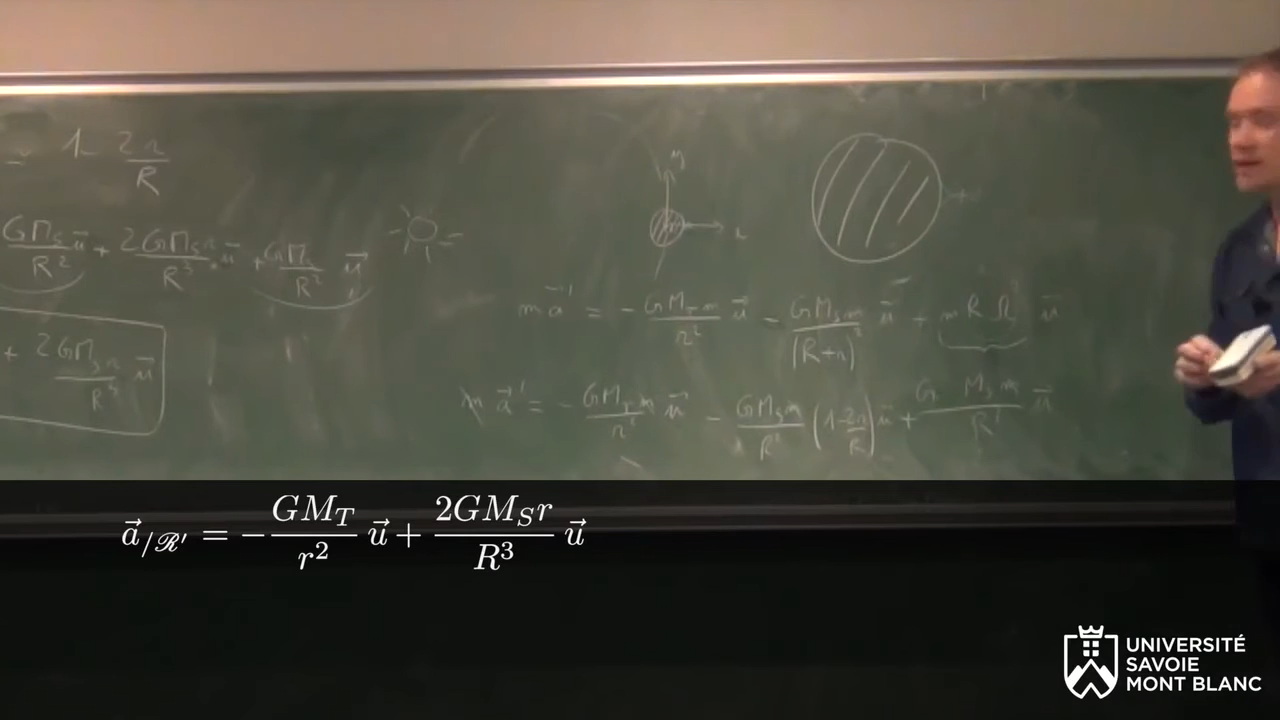 1 - 2r/R
GM_S/R² u⃗ + 2GM_S r/R³ u⃗ + GM_S/R² u⃗
+ 2GM_S r/R³ u⃗
y
m a⃗' = - GM_T m/r² u⃗ - GM_S m/(R+r)² u⃗ + m R Ω² u⃗
m a⃗' = - GM_T m/r² u⃗ - GM_S m/R² (1 - 2r/R) u⃗ + G M_S m/R² u⃗
a⃗_/ℛ' = - GM_T/r² u⃗ + 2GM_S r/R³ u⃗
UNIVERSITÉ
SAVOIE
MONT BLANC